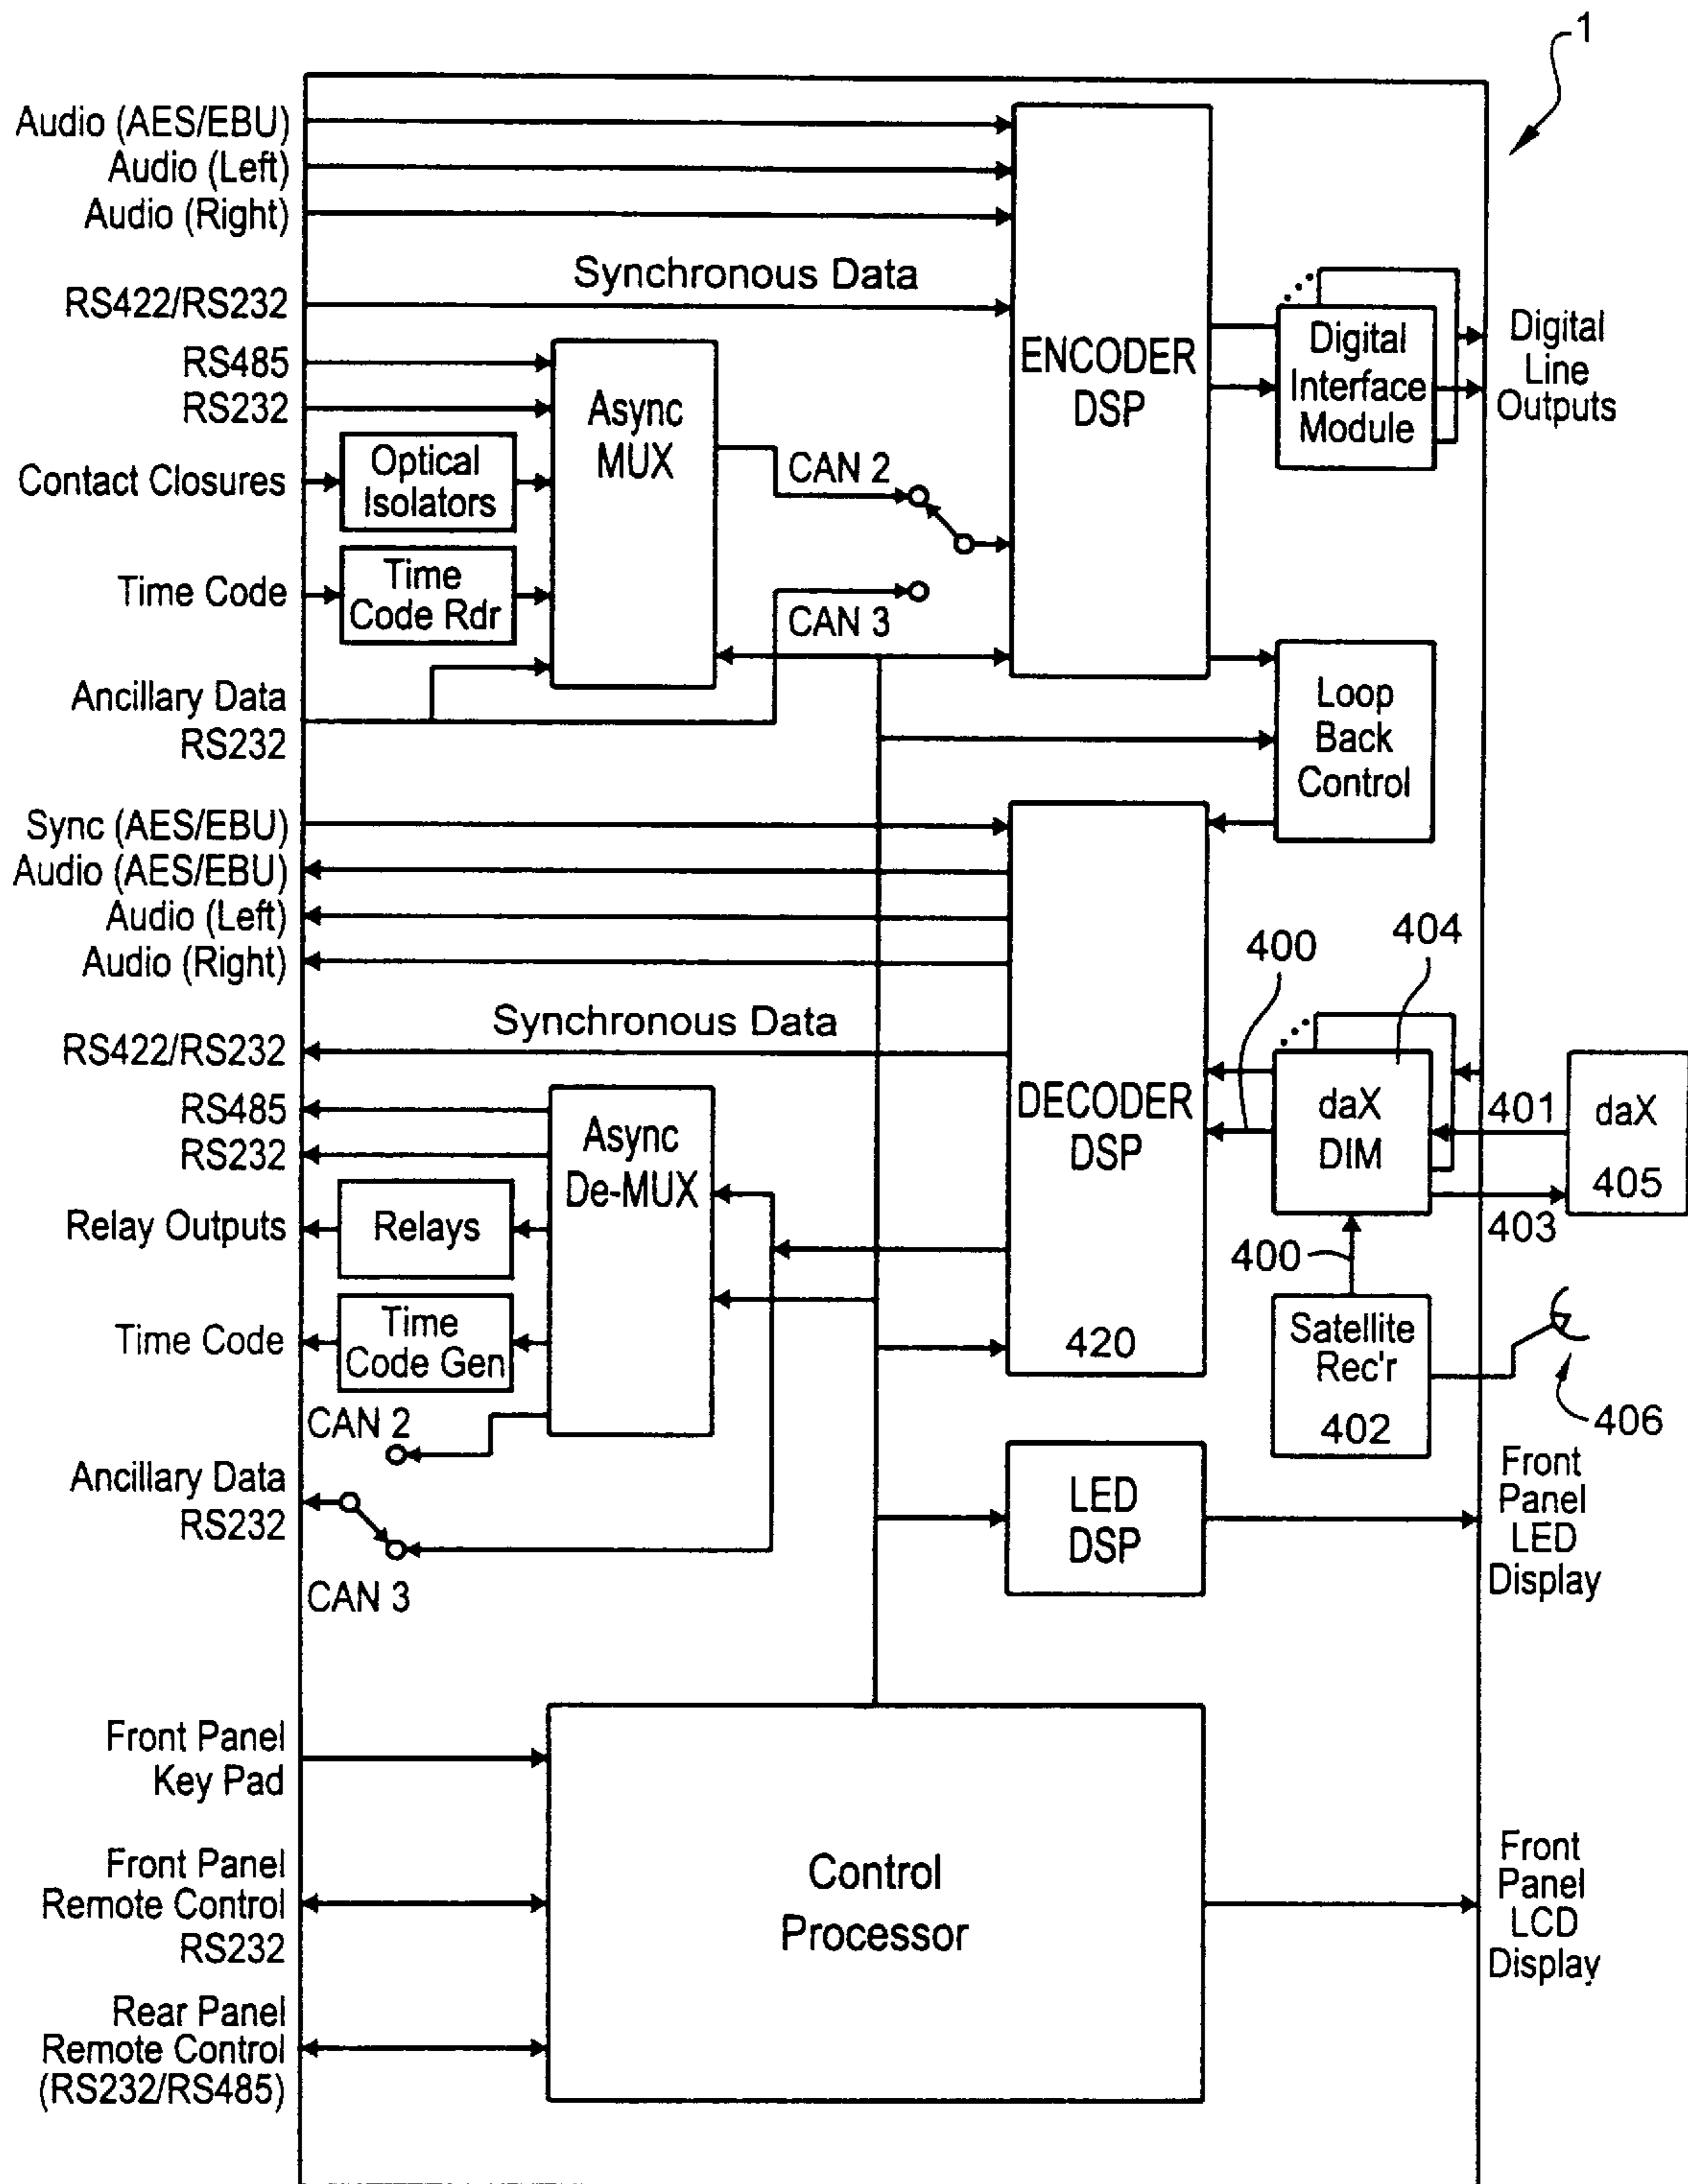 1
Audio (AES/EBU)
Audio (Left)
Audio (Right)
Synchronous Data
RS422/RS232
RS485
RS232
Contact Closures
Optical
Isolators
Time Code
Time
Code Rdr
Ancillary Data
RS232
Async
MUX
CAN 2
CAN 3
ENCODER
DSP
Digital
Interface
Module
Digital
Line
Outputs
Loop
Back
Control
Sync (AES/EBU)
Audio (AES/EBU)
Audio (Left)
Audio (Right)
Synchronous Data
RS422/RS232
RS485
RS232
Relay Outputs
Relays
Time Code
Time
Code Gen
Async
De-MUX
CAN 2
Ancillary Data
RS232
CAN 3
DECODER
DSP
420
400
404
daX
DIM
401
403
daX
405
400
Satellite
Rec'r
402
406
LED
DSP
Front
Panel
LED
Display
Front Panel
Key Pad
Front Panel
Remote Control
RS232
Rear Panel
Remote Control
(RS232/RS485)
Control
Processor
Front
Panel
LCD
Display